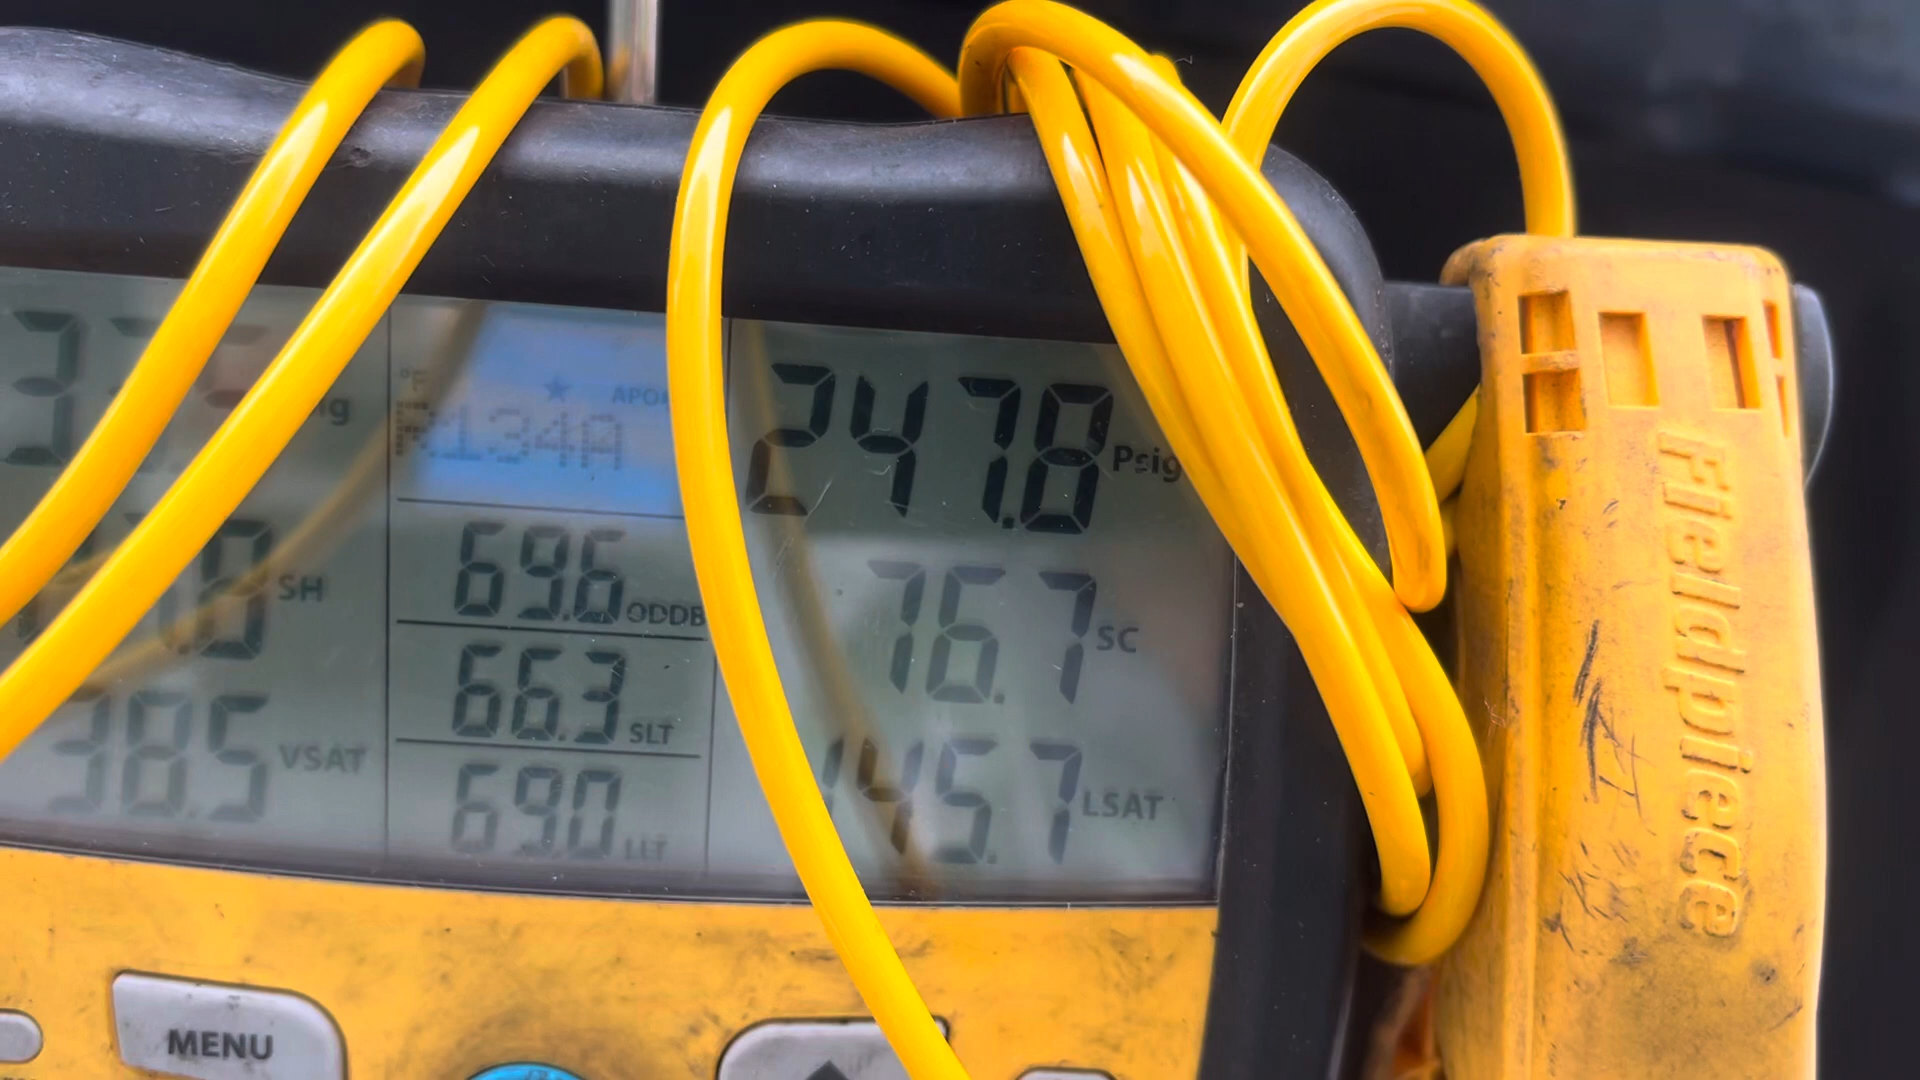 247.8 Psig
R134A
69.6 ODDB
76.7 SC
SH
66.3 SLT
38.5 VSAT
69.0 LLT
145.7 LSAT
MENU
Fieldpiece